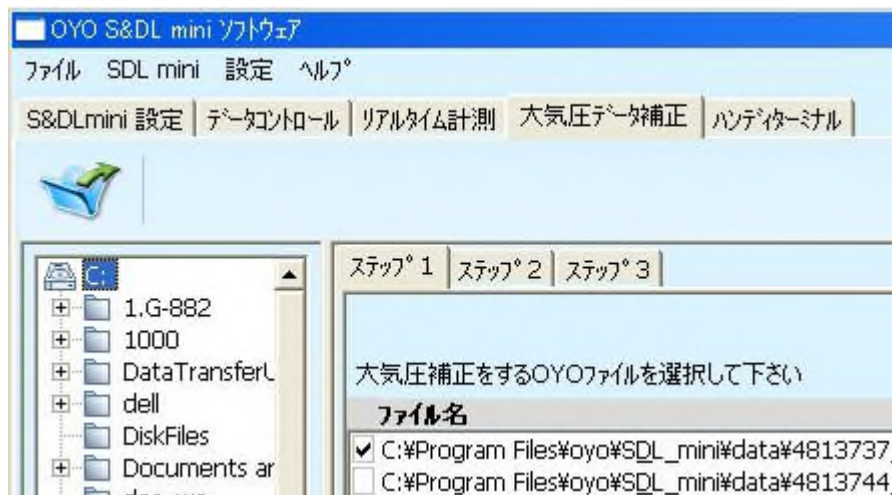 OYO S&DL mini ｿﾌﾄｳｪｱ
ﾌｧｲﾙ SDL mini 設定 ﾍﾙﾌﾟ
S&DLmini 設定 ﾃﾞｰﾀｺﾝﾄﾛｰﾙ ﾘｱﾙﾀｲﾑ計測 大気圧ﾃﾞｰﾀ補正 ﾊﾝﾃﾞｨﾀｰﾐﾅﾙ
C:
1.G-882
1000
DataTransferU
dell
DiskFiles
Documents ar
ｽﾃｯﾌﾟ1 ｽﾃｯﾌﾟ2 ｽﾃｯﾌﾟ3
大気圧補正をするOYOﾌｧｲﾙを選択して下さい
ﾌｧｲﾙ名
C:¥Program Files¥oyo¥SDL_mini¥data¥4813737_
C:¥Program Files¥oyo¥SDL_mini¥data¥4813744